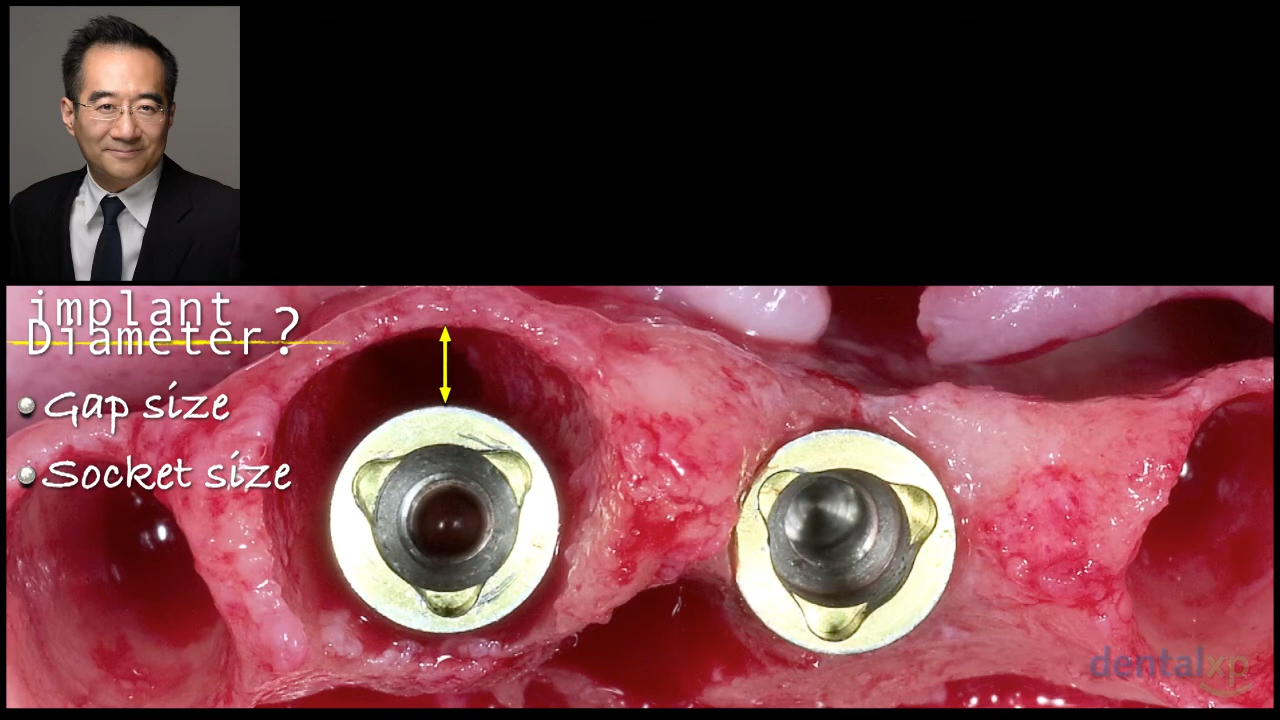 implant
Diameter?
Gap size
Socket size
dentalxp